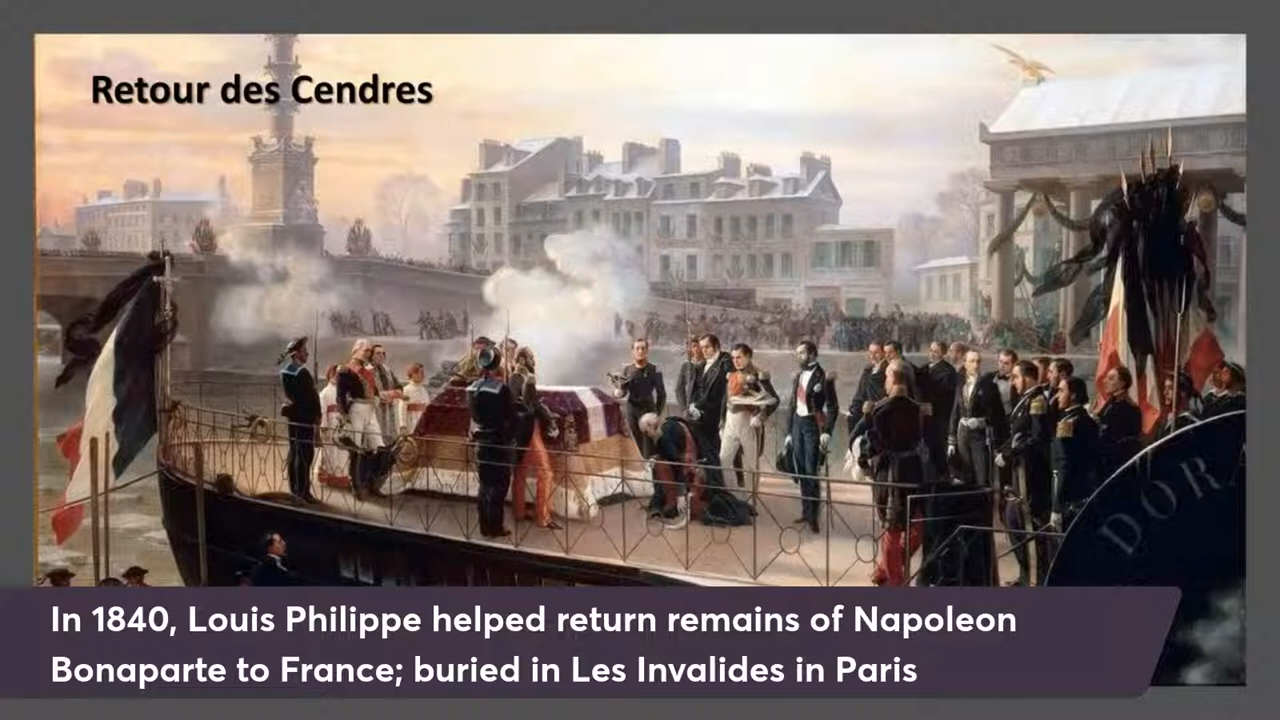 Retour des Cendres
DORA
In 1840, Louis Philippe helped return remains of Napoleon
Bonaparte to France; buried in Les Invalides in Paris